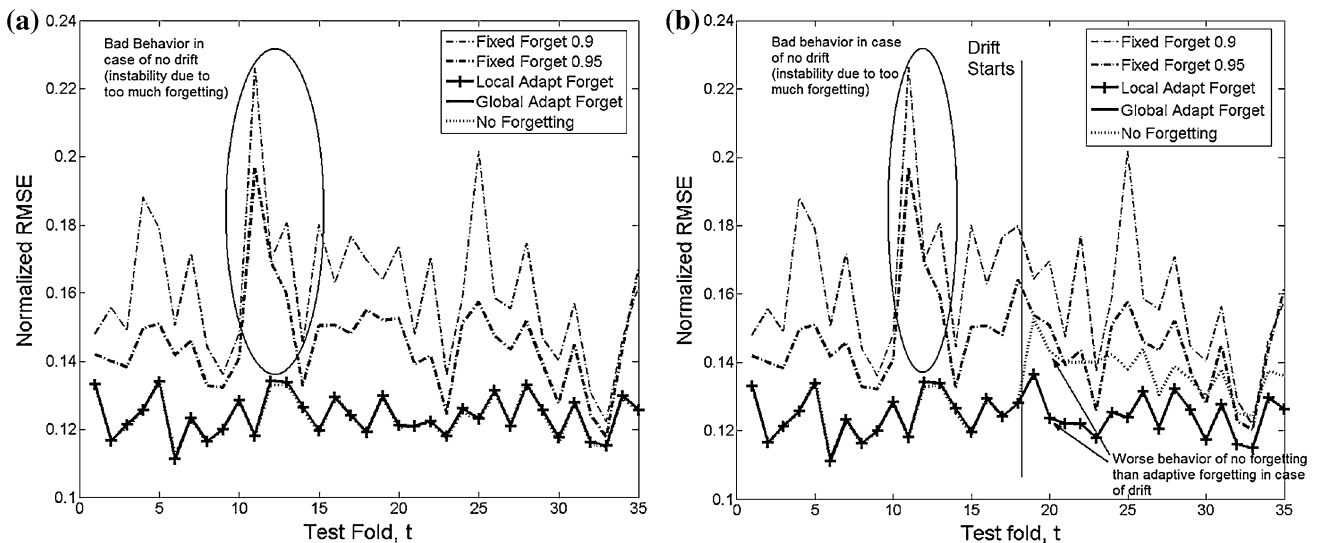 (a)
0.24
0.22
0.2
0.18
0.16
0.14
0.12
0.1
Normalized RMSE
0
5
10
15
20
25
30
35
Test Fold, t
Bad Behavior in
case of no drift
(instability due to
too much forgetting)
Fixed Forget 0.9
Fixed Forget 0.95
Local Adapt Forget
Global Adapt Forget
No Forgetting
(b)
0.24
0.22
0.2
0.18
0.16
0.14
0.12
0.1
Normalized RMSE
0
5
10
15
20
25
30
35
Test fold, t
Bad behavior in case
of no drift
(instability due to too
much forgetting)
Drift
Starts
Fixed Forget 0.9
Fixed Forget 0.95
Local Adapt Forget
Global Adapt Forget
No Forgetting
Worse behavior of no forgetting
than adaptive forgetting in case
of drift